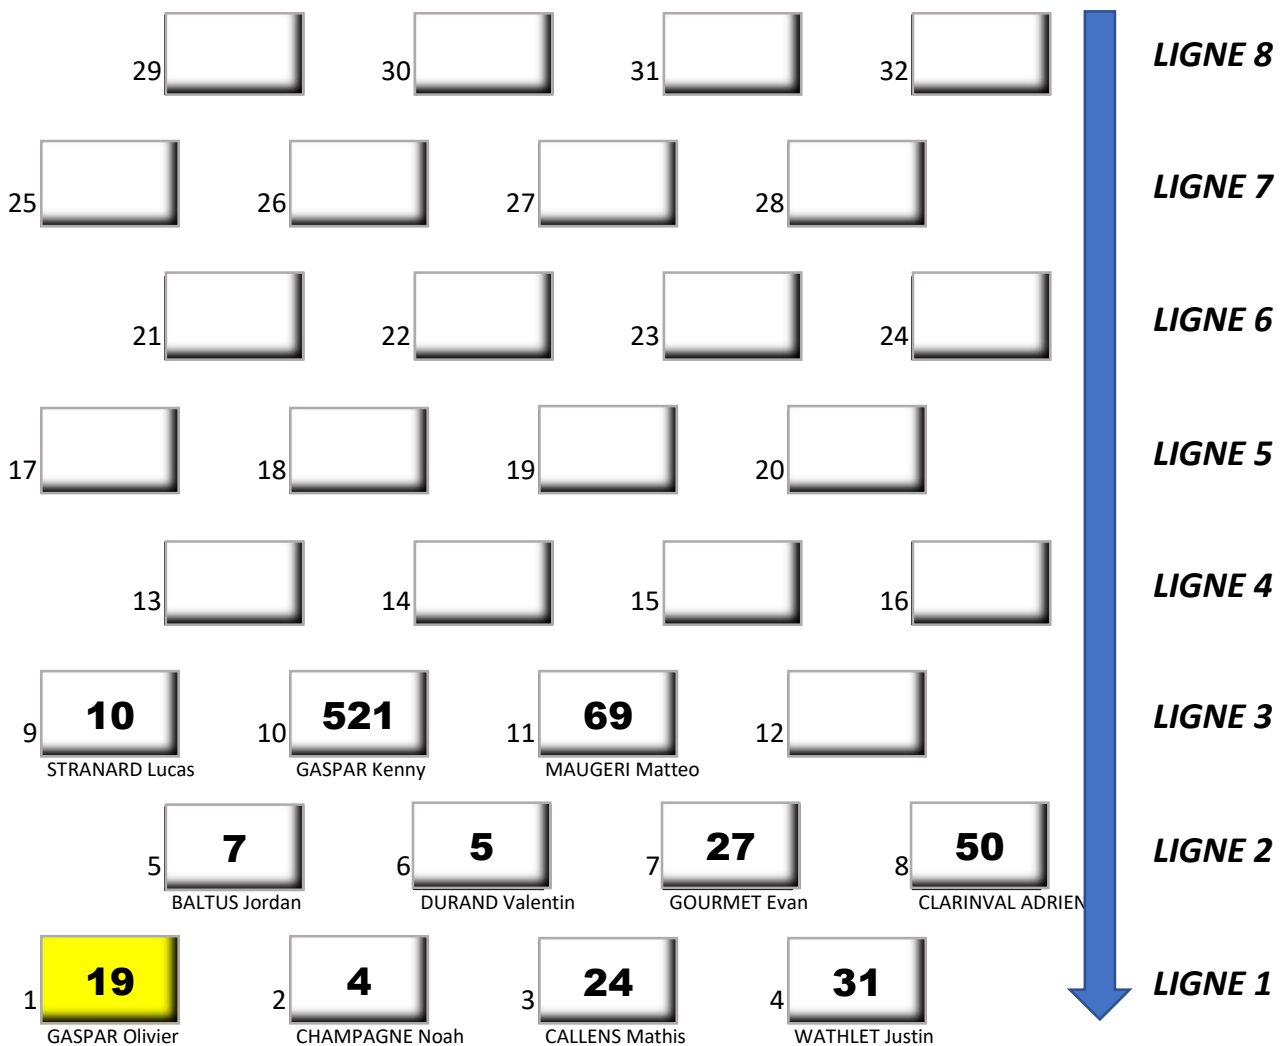 29 30 31 32 LIGNE 8
25 26 27 28 LIGNE 7
21 22 23 24 LIGNE 6
17 18 19 20 LIGNE 5
13 14 15 16 LIGNE 4
9 10 10 521 11 69 12 LIGNE 3
STRANARD Lucas GASPAR Kenny MAUGERI Matteo
5 7 6 5 7 27 8 50 LIGNE 2
BALTUS Jordan DURAND Valentin GOURMET Evan CLARINVAL ADRIEN
1 19 2 4 3 24 4 31 LIGNE 1
GASPAR Olivier CHAMPAGNE Noah CALLENS Mathis WATHLET Justin